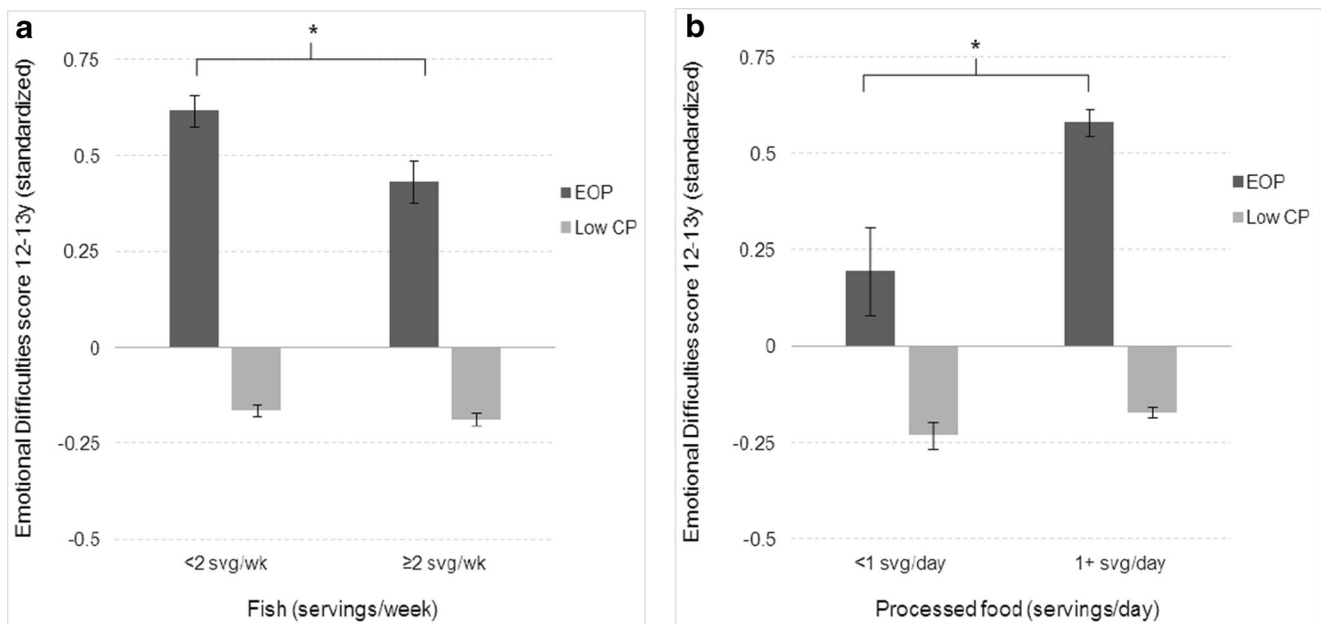 a
*
Emotional Difficulties score 12-13y (standardized)
0.75
0.5
0.25
0
-0.25
-0.5
EOP
Low CP
<2 svg/wk
≥2 svg/wk
Fish (servings/week)
b
*
Emotional Difficulties score 12-13y (standardized)
0.75
0.5
0.25
0
-0.25
-0.5
EOP
Low CP
<1 svg/day
1+ svg/day
Processed food (servings/day)